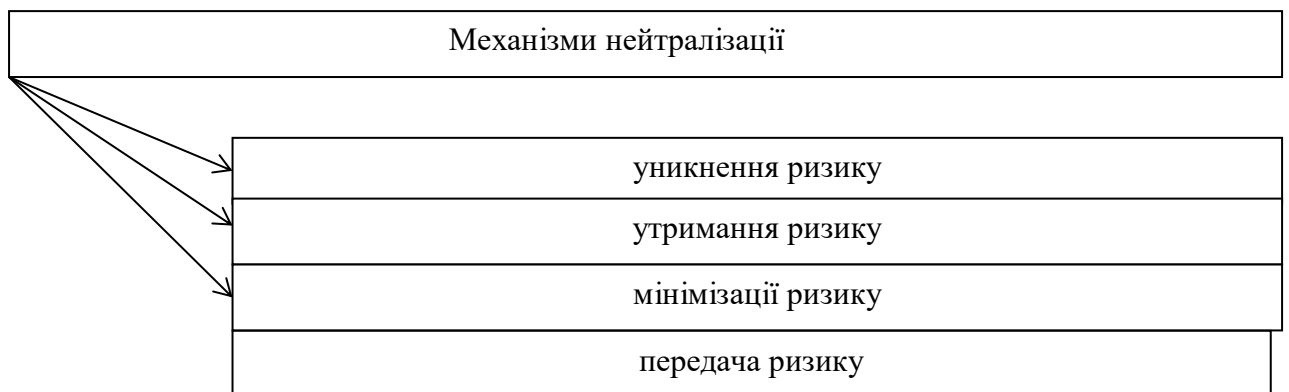 Механізми нейтралізації
уникнення ризику
утримання ризику
мінімізації ризику
передача ризику